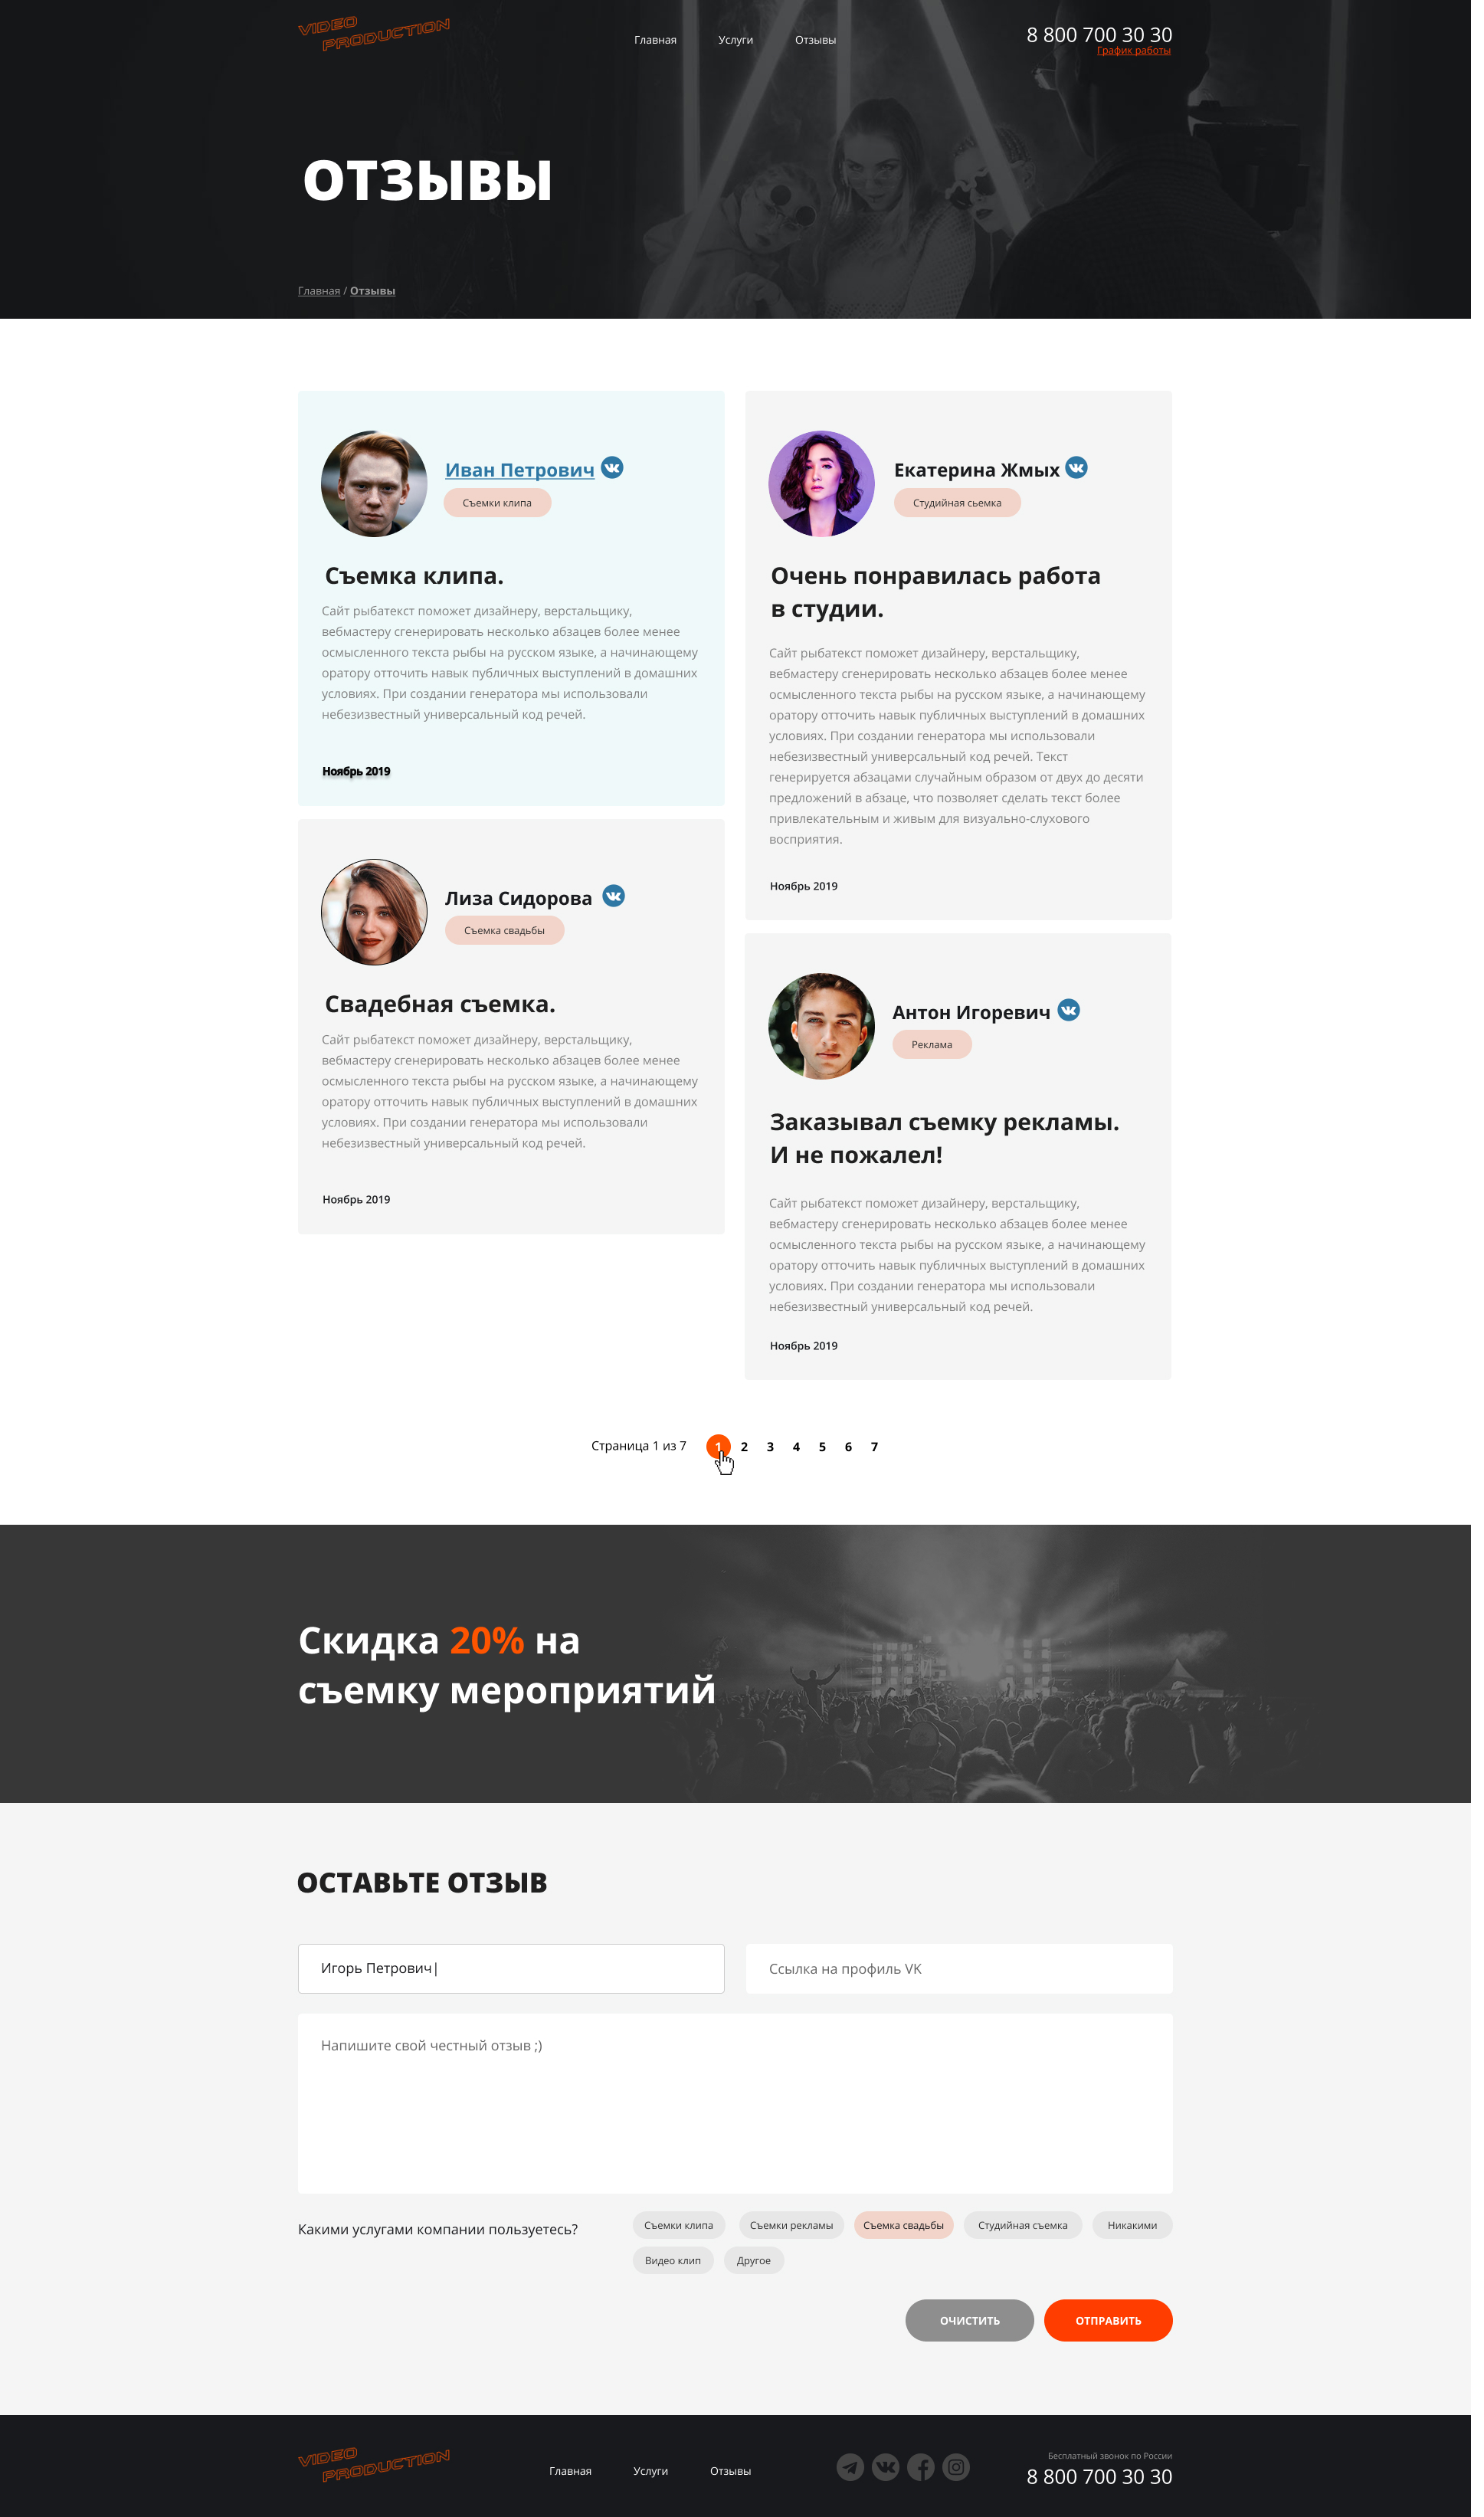 VIDEO
PRODUCTION
Главная
Услуги
Отзывы
8 800 700 30 30
График работы
ОТЗЫВЫ
Главная / Отзывы
Иван Петрович
Съемки клипа
Съемка клипа.
Сайт рыбатекст поможет дизайнеру, верстальщику,
вебмастеру сгенерировать несколько абзацев более менее
осмысленного текста рыбы на русском языке, а начинающему
оратору отточить навык публичных выступлений в домашних
условиях. При создании генератора мы использовали
небезизвестный универсальный код речей.
Ноябрь 2019
Екатерина Жмых
Студийная сьемка
Очень понравилась работа
в студии.
Сайт рыбатекст поможет дизайнеру, верстальщику,
вебмастеру сгенерировать несколько абзацев более менее
осмысленного текста рыбы на русском языке, а начинающему
оратору отточить навык публичных выступлений в домашних
условиях. При создании генератора мы использовали
небезизвестный универсальный код речей. Текст
генерируется абзацами случайным образом от двух до десяти
предложений в абзаце, что позволяет сделать текст более
привлекательным и живым для визуально-слухового
восприятия.
Ноябрь 2019
Лиза Сидорова
Съемка свадьбы
Свадебная съемка.
Сайт рыбатекст поможет дизайнеру, верстальщику,
вебмастеру сгенерировать несколько абзацев более менее
осмысленного текста рыбы на русском языке, а начинающему
оратору отточить навык публичных выступлений в домашних
условиях. При создании генератора мы использовали
небезизвестный универсальный код речей.
Ноябрь 2019
Антон Игоревич
Реклама
Заказывал съемку рекламы.
И не пожалел!
Сайт рыбатекст поможет дизайнеру, верстальщику,
вебмастеру сгенерировать несколько абзацев более менее
осмысленного текста рыбы на русском языке, а начинающему
оратору отточить навык публичных выступлений в домашних
условиях. При создании генератора мы использовали
небезизвестный универсальный код речей.
Ноябрь 2019
Страница 1 из 7 1 2 3 4 5 6 7
Скидка 20% на
съемку мероприятий
ОСТАВЬТЕ ОТЗЫВ
Игорь Петрович|
Ссылка на профиль VK
Напишите свой честный отзыв ;)
Какими услугами компании пользуетесь?
Съемки клипа
Съемки рекламы
Съемка свадьбы
Студийная съемка
Никакими
Видео клип
Другое
ОЧИСТИТЬ
ОТПРАВИТЬ
VIDEO
PRODUCTION
Главная
Услуги
Отзывы
Бесплатный звонок по России
8 800 700 30 30